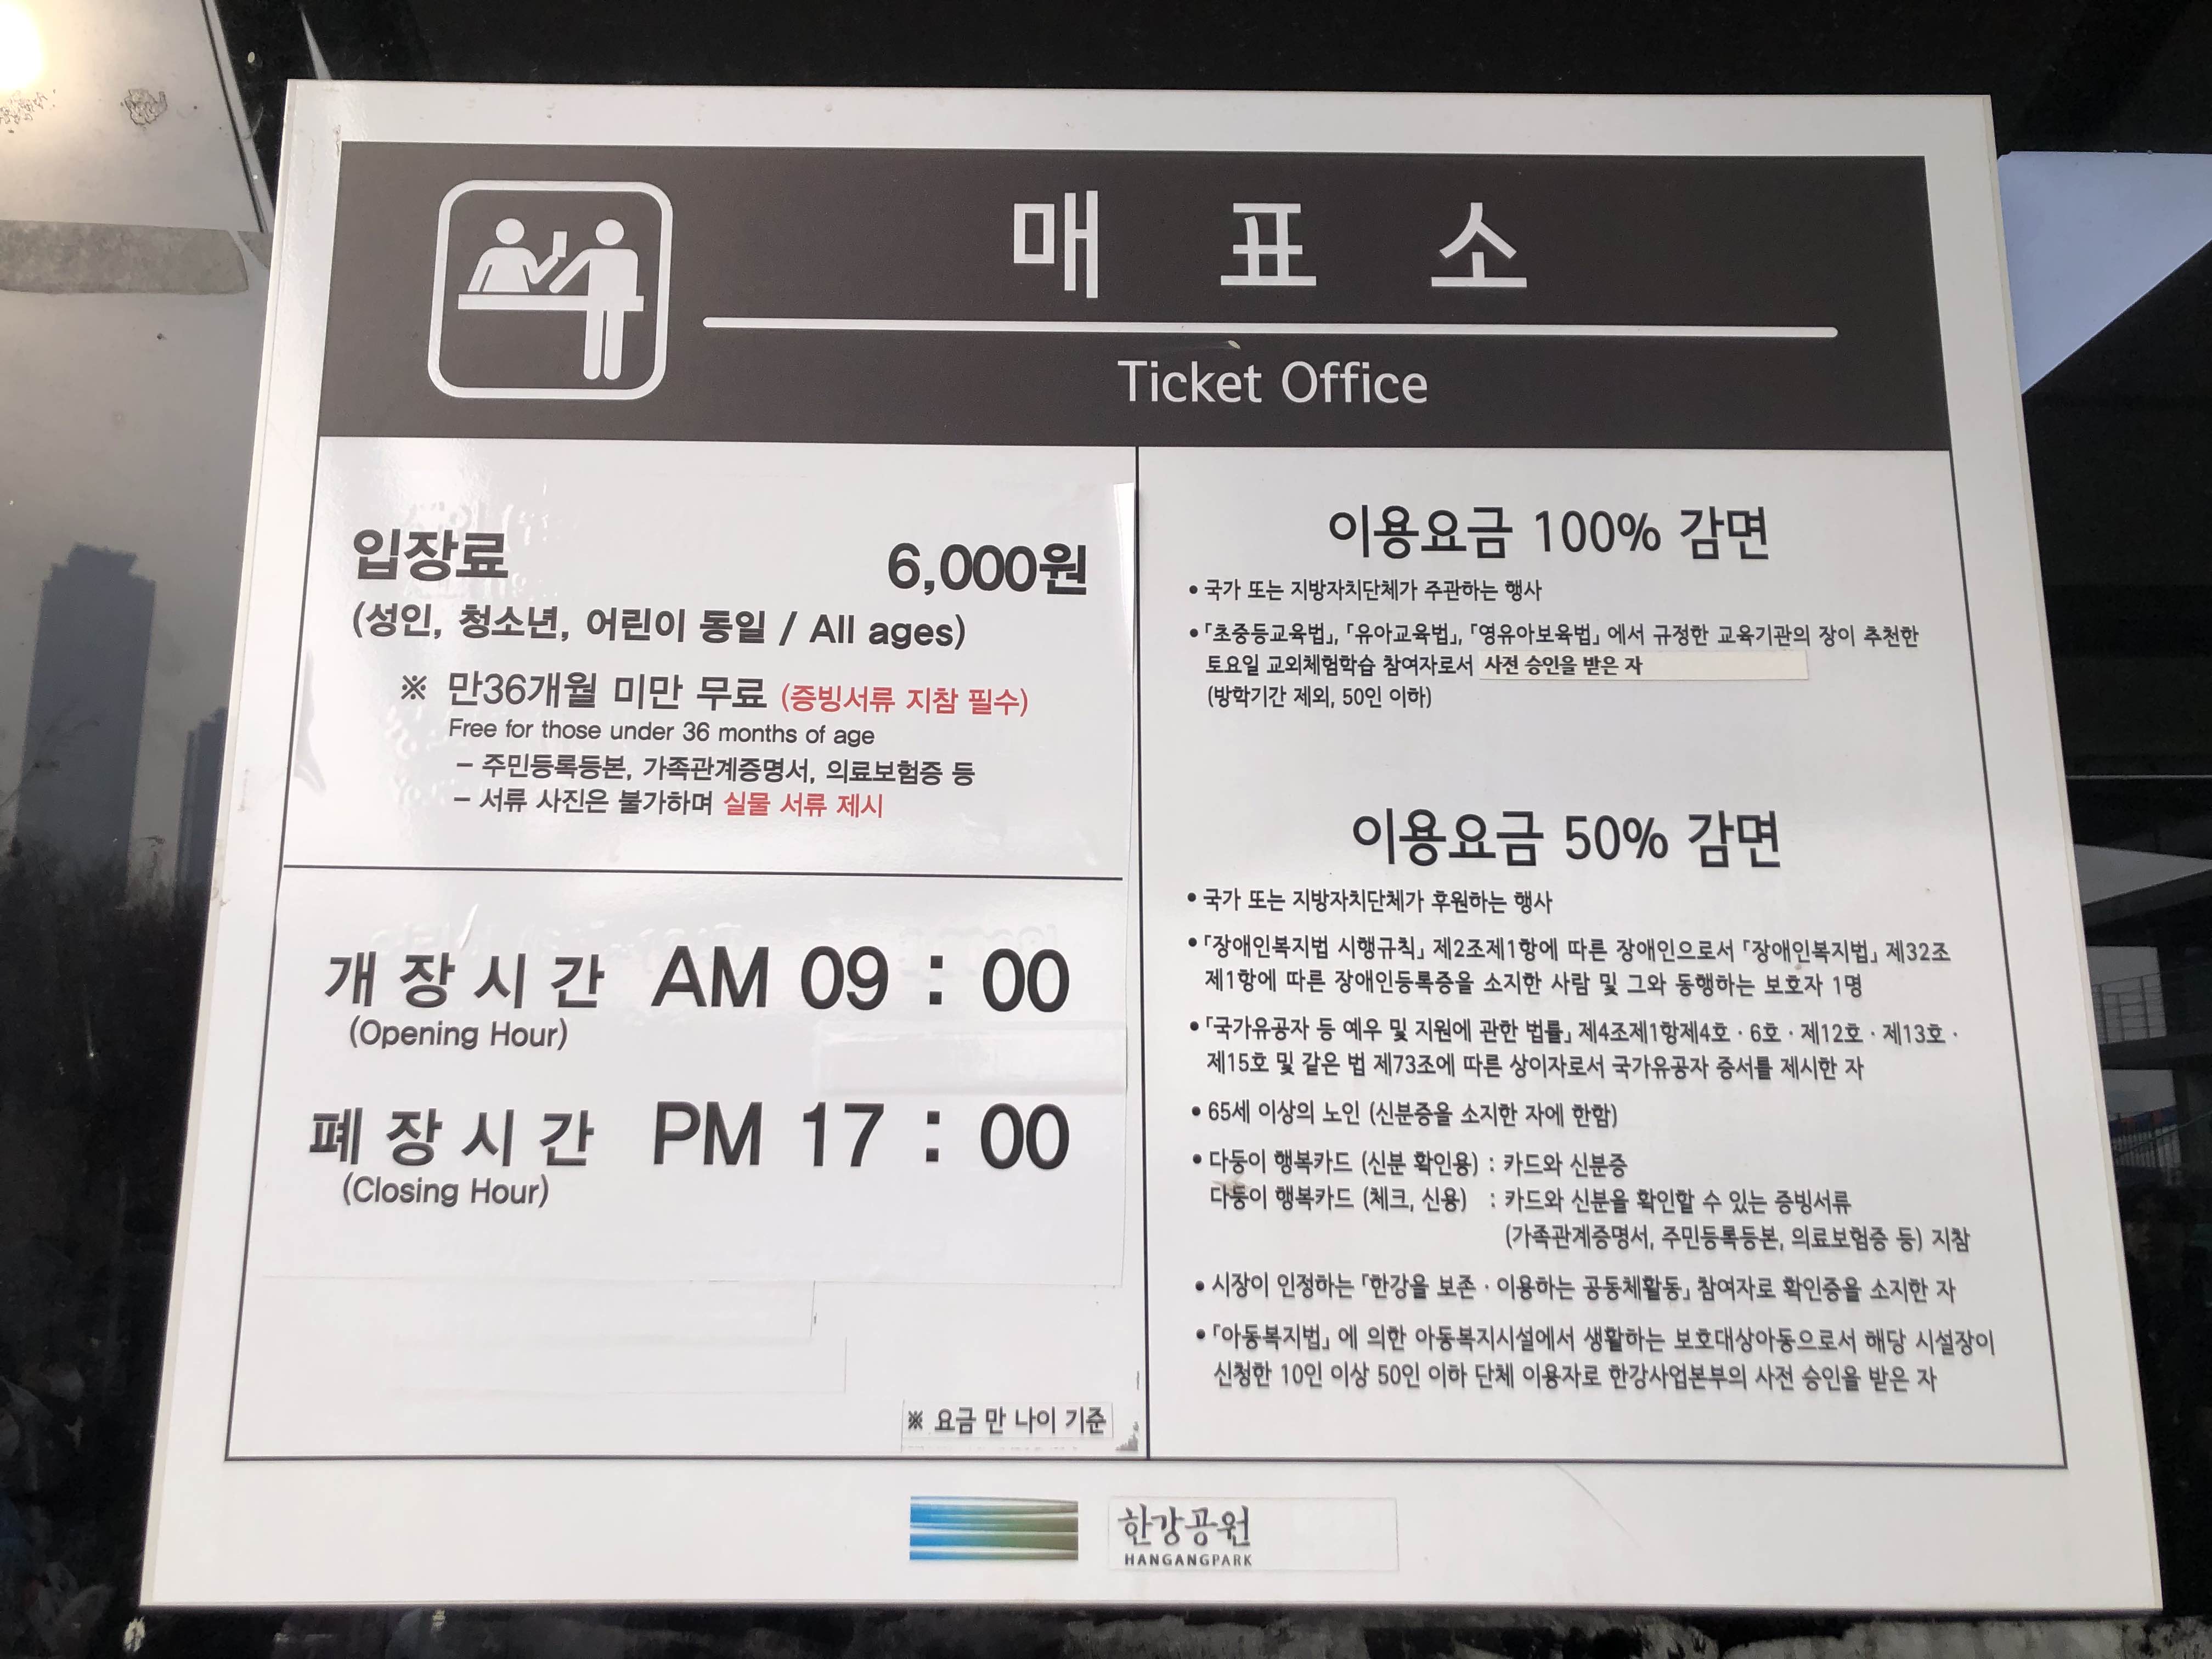 매 표 소
Ticket Office
입장료 6,000원
(성인, 청소년, 어린이 동일 / All ages)
※ 만36개월 미만 무료 (증빙서류 지참 필수)
Free for those under 36 months of age
– 주민등록등본, 가족관계증명서, 의료보험증 등
– 서류 사진은 불가하며 실물 서류 제시
개 장 시 간 AM 09 : 00
(Opening Hour)
폐 장 시 간 PM 17 : 00
(Closing Hour)
※ 요금 만 나이 기준
이용요금 100% 감면
• 국가 또는 지방자치단체가 주관하는 행사
• 「초중등교육법」, 「유아교육법」, 「영유아보육법」 에서 규정한 교육기관의 장이 추천한
토요일 교외체험학습 참여자로서 사전 승인을 받은 자
(방학기간 제외, 50인 이하)
이용요금 50% 감면
• 국가 또는 지방자치단체가 후원하는 행사
• 「장애인복지법 시행규칙」 제2조제1항에 따른 장애인으로서 「장애인복지법」 제32조
제1항에 따른 장애인등록증을 소지한 사람 및 그와 동행하는 보호자 1명
• 「국가유공자 등 예우 및 지원에 관한 법률」 제4조제1항제4호 · 6호 · 제12호 · 제13호 ·
제15호 및 같은 법 제73조에 따른 상이자로서 국가유공자 증서를 제시한 자
• 65세 이상의 노인 (신분증을 소지한 자에 한함)
• 다둥이 행복카드 (신분 확인용) : 카드와 신분증
다둥이 행복카드 (체크, 신용) : 카드와 신분을 확인할 수 있는 증빙서류
(가족관계증명서, 주민등록등본, 의료보험증 등) 지참
• 시장이 인정하는 「한강을 보존 · 이용하는 공동체활동」 참여자로 확인증을 소지한 자
• 「아동복지법」 에 의한 아동복지시설에서 생활하는 보호대상아동으로서 해당 시설장이
신청한 10인 이상 50인 이하 단체 이용자로 한강사업본부의 사전 승인을 받은 자
한강공원
HANGANGPARK